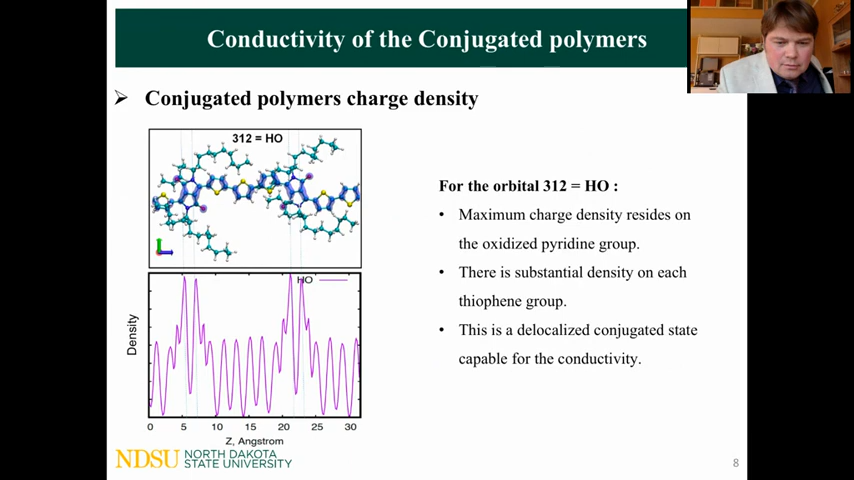 Conductivity of the Conjugated polymers
➢ Conjugated polymers charge density
312 = HO
HO
Density
0 5 10 15 20 25 30
Z, Angstrom
For the orbital 312 = HO :
• Maximum charge density resides on
the oxidized pyridine group.
• There is substantial density on each
thiophene group.
• This is a delocalized conjugated state
capable for the conductivity.
NDSU NORTH DAKOTA
STATE UNIVERSITY
8